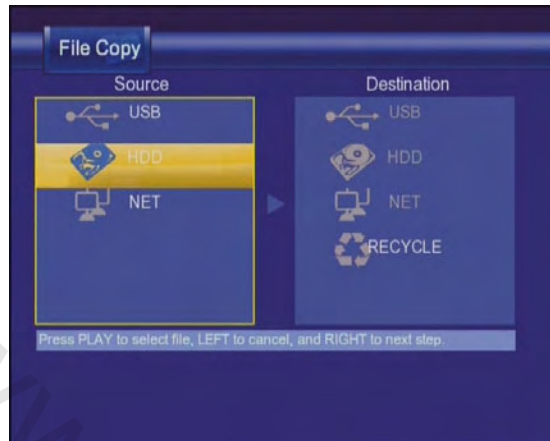 File Copy
Source
Destination
USB
HDD
NET
USB
HDD
NET
RECYCLE
Press PLAY to select file, LEFT to cancel, and RIGHT to next step.